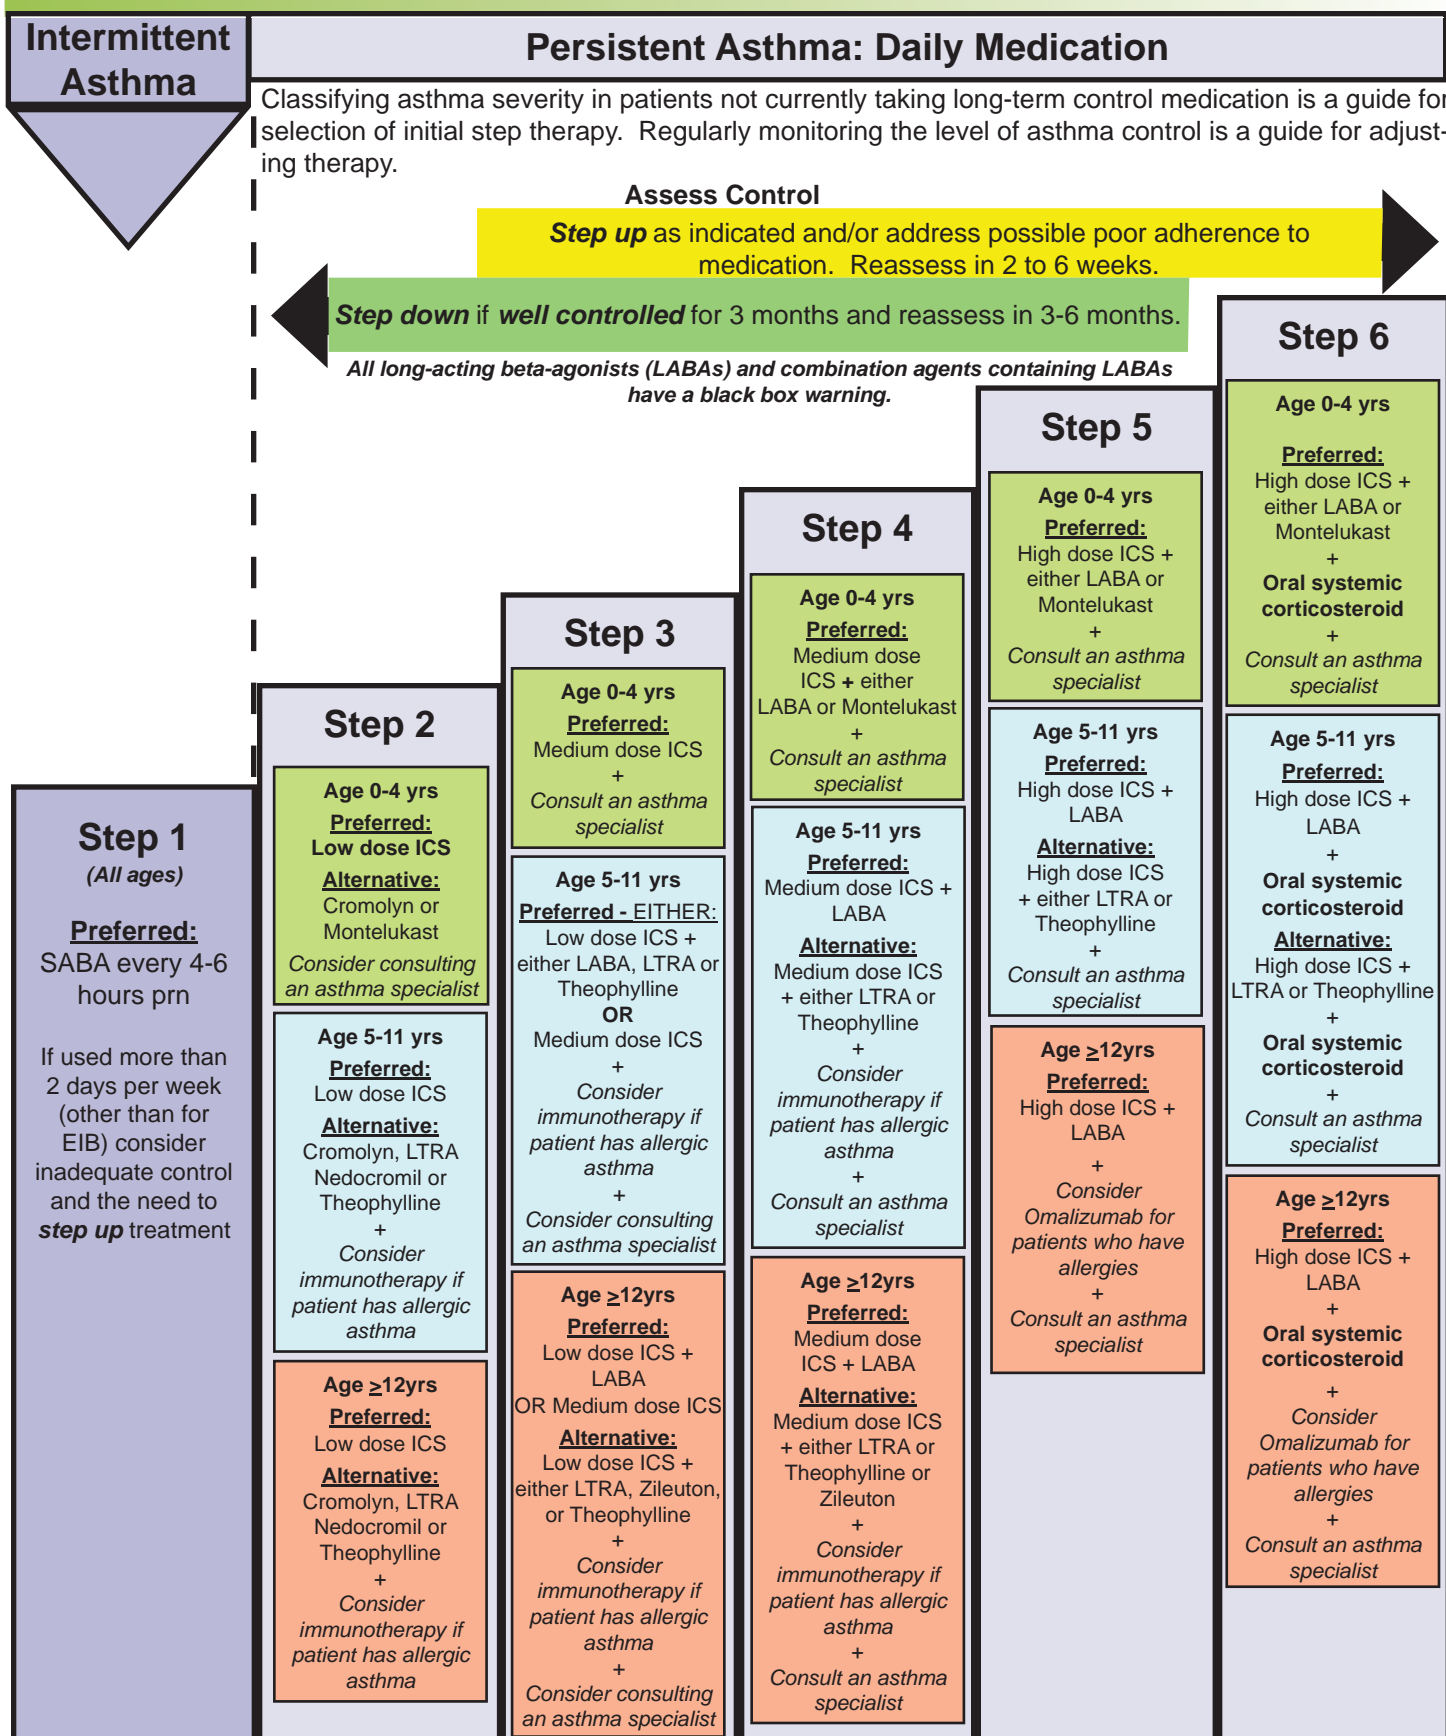 Intermittent
Asthma
Persistent Asthma: Daily Medication
Classifying asthma severity in patients not currently taking long-term control medication is a guide for
selection of initial step therapy.  Regularly monitoring the level of asthma control is a guide for adjust-
ing therapy.
Assess Control
Step up as indicated and/or address possible poor adherence to
medication.  Reassess in 2 to 6 weeks.
Step down if well controlled for 3 months and reassess in 3-6 months.
All long-acting beta-agonists (LABAs) and combination agents containing LABAs
have a black box warning.
Step 1
(All ages)
Preferred:
SABA every 4-6
hours prn
If used more than
2 days per week
(other than for
EIB) consider
inadequate control
and the need to
step up treatment
Step 2
Age 0-4 yrs
Preferred:
Low dose ICS
Alternative:
Cromolyn or
Montelukast
Consider consulting
an asthma specialist
Age 5-11 yrs
Preferred:
Low dose ICS
Alternative:
Cromolyn, LTRA
Nedocromil or
Theophylline
+
Consider
immunotherapy if
patient has allergic
asthma
Age ≥12yrs
Preferred:
Low dose ICS
Alternative:
Cromolyn, LTRA
Nedocromil or
Theophylline
+
Consider
immunotherapy if
patient has allergic
asthma
Step 3
Age 0-4 yrs
Preferred:
Medium dose ICS
+
Consult an asthma
specialist
Age 5-11 yrs
Preferred - EITHER:
Low dose ICS +
either LABA, LTRA or
Theophylline
OR
Medium dose ICS
+
Consider
immunotherapy if
patient has allergic
asthma
+
Consider consulting
an asthma specialist
Age ≥12yrs
Preferred:
Low dose ICS +
LABA
OR Medium dose ICS
Alternative:
Low dose ICS +
either LTRA, Zileuton,
or Theophylline
+
Consider
immunotherapy if
patient has allergic
asthma
+
Consider consulting
an asthma specialist
Step 4
Age 0-4 yrs
Preferred:
Medium dose
ICS + either
LABA or Montelukast
+
Consult an asthma
specialist
Age 5-11 yrs
Preferred:
Medium dose ICS +
LABA
Alternative:
Medium dose ICS
+ either LTRA or
Theophylline
+
Consider
immunotherapy if
patient has allergic
asthma
+
Consult an asthma
specialist
Age ≥12yrs
Preferred:
Medium dose
ICS + LABA
Alternative:
Medium dose ICS
+ either LTRA or
Theophylline or
Zileuton
+
Consider
immunotherapy if
patient has allergic
asthma
+
Consult an asthma
specialist
Step 5
Age 0-4 yrs
Preferred:
High dose ICS +
either LABA or
Montelukast
+
Consult an asthma
specialist
Age 5-11 yrs
Preferred:
High dose ICS +
LABA
Alternative:
High dose ICS
+ either LTRA or
Theophylline
+
Consult an asthma
specialist
Age ≥12yrs
Preferred:
High dose ICS +
LABA
+
Consider
Omalizumab for
patients who have
allergies
+
Consult an asthma
specialist
Step 6
Age 0-4 yrs
Preferred:
High dose ICS +
either LABA or
Montelukast
+
Oral systemic
corticosteroid
+
Consult an asthma
specialist
Age 5-11 yrs
Preferred:
High dose ICS +
LABA
+
Oral systemic
corticosteroid
Alternative:
High dose ICS +
LTRA or Theophylline
+
Oral systemic
corticosteroid
+
Consult an asthma
specialist
Age ≥12yrs
Preferred:
High dose ICS +
LABA
+
Oral systemic
corticosteroid
+
Consider
Omalizumab for
patients who have
allergies
+
Consult an asthma
specialist